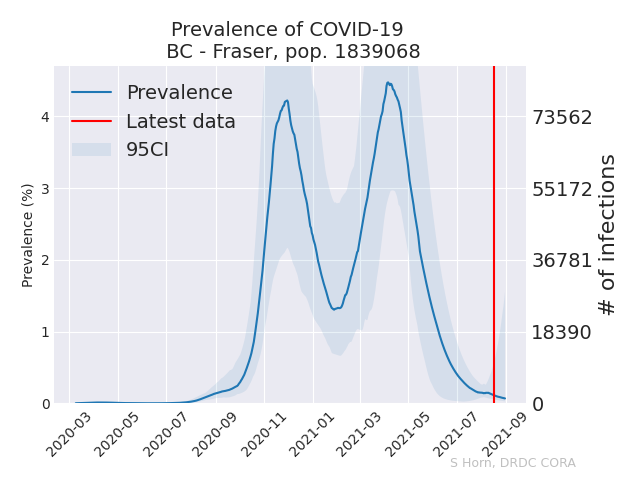 Prevalence of COVID-19
BC - Fraser, pop. 1839068
Prevalence
Latest data
95CI
Prevalence (%)
4
3
2
1
0
73562
55172
36781
18390
0
# of infections
2020-03
2020-05
2020-07
2020-09
2020-11
2021-01
2021-03
2021-05
2021-07
2021-09
S Horn, DRDC CORA